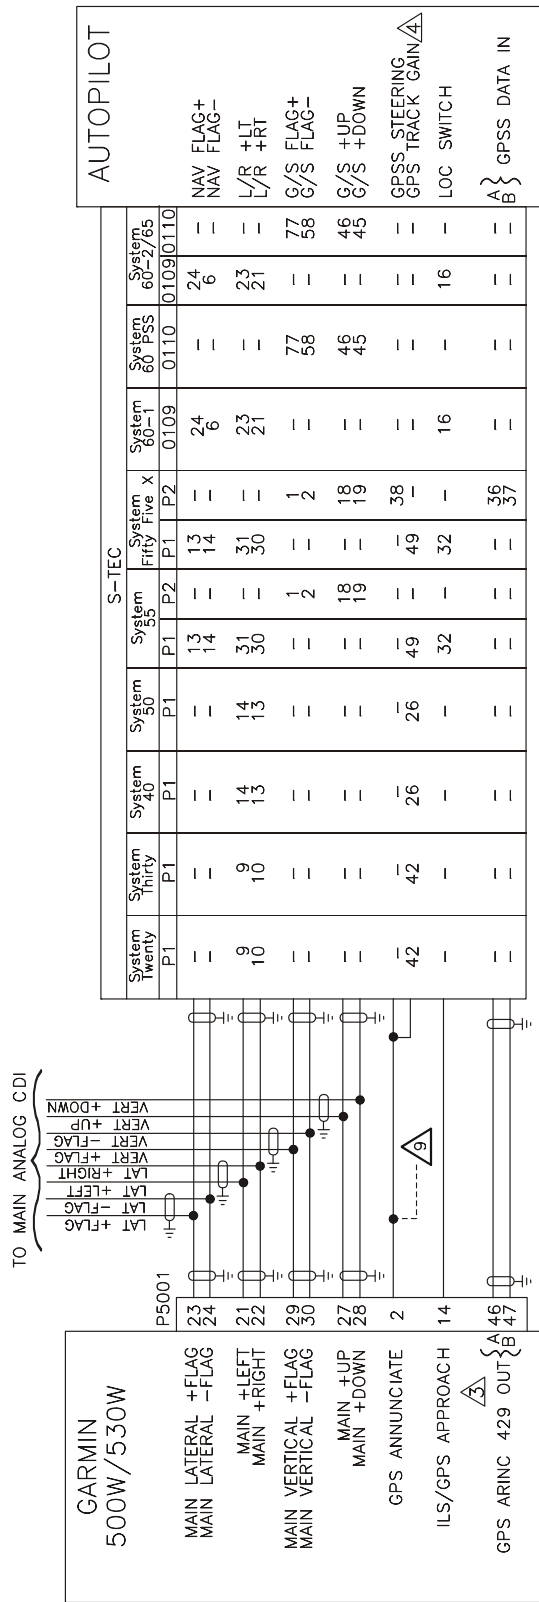 GARMIN
500W/530W
P5001
MAIN LATERAL +FLAG 23
MAIN LATERAL -FLAG 24
MAIN +LEFT 21
MAIN +RIGHT 22
MAIN VERTICAL +FLAG 29
MAIN VERTICAL -FLAG 30
MAIN +UP 27
MAIN +DOWN 28
GPS ANNUNCIATE 2
ILS/GPS APPROACH 14
3
GPS ARINC 429 OUT A 46
B 47
TO MAIN ANALOG CDI
LAT +FLAG
LAT -FLAG
LAT +LEFT
LAT +RIGHT
VERT +FLAG
VERT -FLAG
VERT +UP
VERT +DOWN
9
S-TEC
System Twenty System Thirty System 40 System 50 System 55 System Fifty Five X System 60-1 System 60 PSS System 60-2/65
P1 P1 P1 P1 P1 P2 P1 P2 0109 0110 0109 0110
- - - - 13 - 13 - 24 - 24 -
- - - - 14 - 14 - 6 - 6 -
9 9 14 14 31 - 31 - 23 - 23 -
10 10 13 13 30 - 30 - 21 - 21 -
- - - - - 1 - 1 - 77 - 77
- - - - - 2 - 2 - 58 - 58
- - - - - 18 - 18 - 46 - 46
- - - - - 19 - 19 - 45 - 45
- - - - - - - 38 - - - -
42 42 26 26 49 - 49 - - - - -
- - - - 32 - 32 - 16 - 16 -
- - - - - - - 36 - - - -
- - - - - - - 37 - - - -
AUTOPILOT
NAV FLAG+
NAV FLAG-
L/R +LT
L/R +RT
G/S FLAG+
G/S FLAG-
G/S +UP
G/S +DOWN
GPSS STEERING
GPS TRACK GAIN 4
LOC SWITCH
A
B GPSS DATA IN